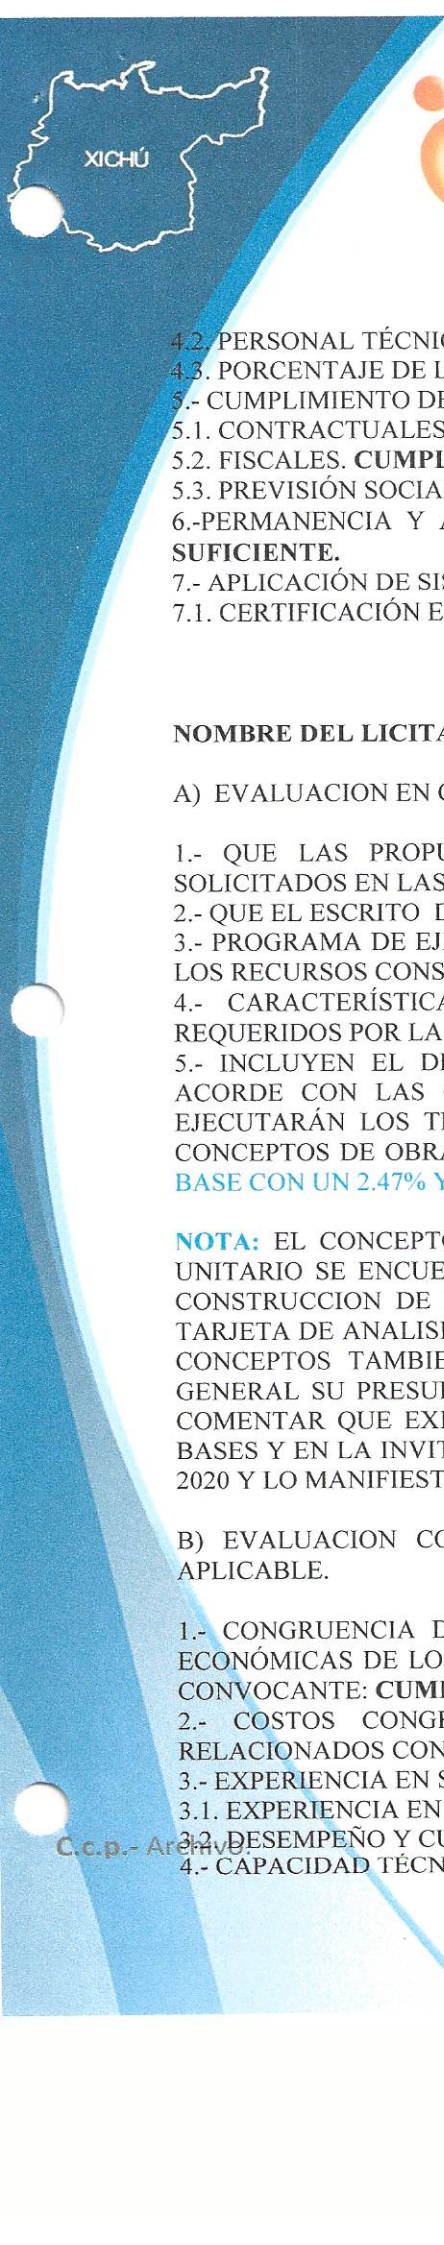 XICHÚ
4.2. PERSONAL TÉCNI
4.3. PORCENTAJE DE L
5.- CUMPLIMIENTO DE
5.1. CONTRACTUALES
5.2. FISCALES. CUMPL
5.3. PREVISIÓN SOCIA
6.-PERMANENCIA Y A
SUFICIENTE.
7.- APLICACIÓN DE SIS
7.1. CERTIFICACIÓN E
NOMBRE DEL LICITA
A) EVALUACION EN C
1.- QUE LAS PROPU
SOLICITADOS EN LAS
2.- QUE EL ESCRITO D
3.- PROGRAMA DE EJ
LOS RECURSOS CONS
4.- CARACTERÍSTICA
REQUERIDOS POR LA
5.- INCLUYEN EL D
ACORDE CON LAS
EJECUTARÁN LOS T
CONCEPTOS DE OBRA
BASE CON UN 2.47% Y
NOTA: EL CONCEPTO
UNITARIO SE ENCUE
CONSTRUCCION DE
TARJETA DE ANALISI
CONCEPTOS TAMBIE
GENERAL SU PRESU
COMENTAR QUE EXI
BASES Y EN LA INVIT
2020 Y LO MANIFIEST
B) EVALUACION CO
APLICABLE.
1.- CONGRUENCIA D
ECONÓMICAS DE LO
CONVOCANTE: CUMP
2.- COSTOS CONGR
RELACIONADOS CON
3.- EXPERIENCIA EN S
3.1. EXPERIENCIA EN
3.2. DESEMPEÑO Y CU
C.c.p.- Archivo.
4.- CAPACIDAD TÉCN